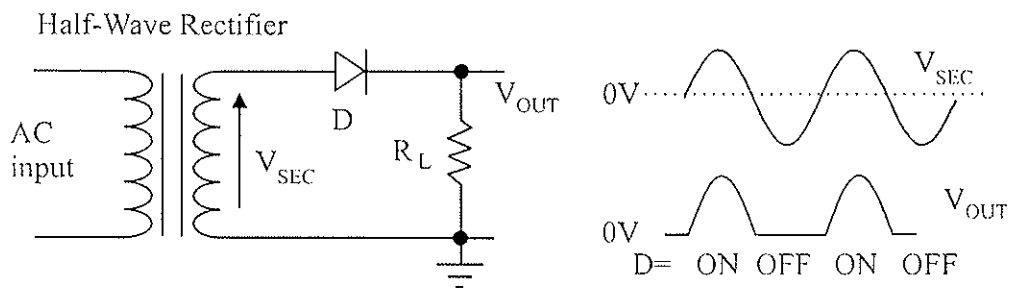 Half-Wave Rectifier
AC
input
V_SEC
D
R_L
V_OUT
0V
V_SEC
0V
V_OUT
D= ON OFF ON OFF